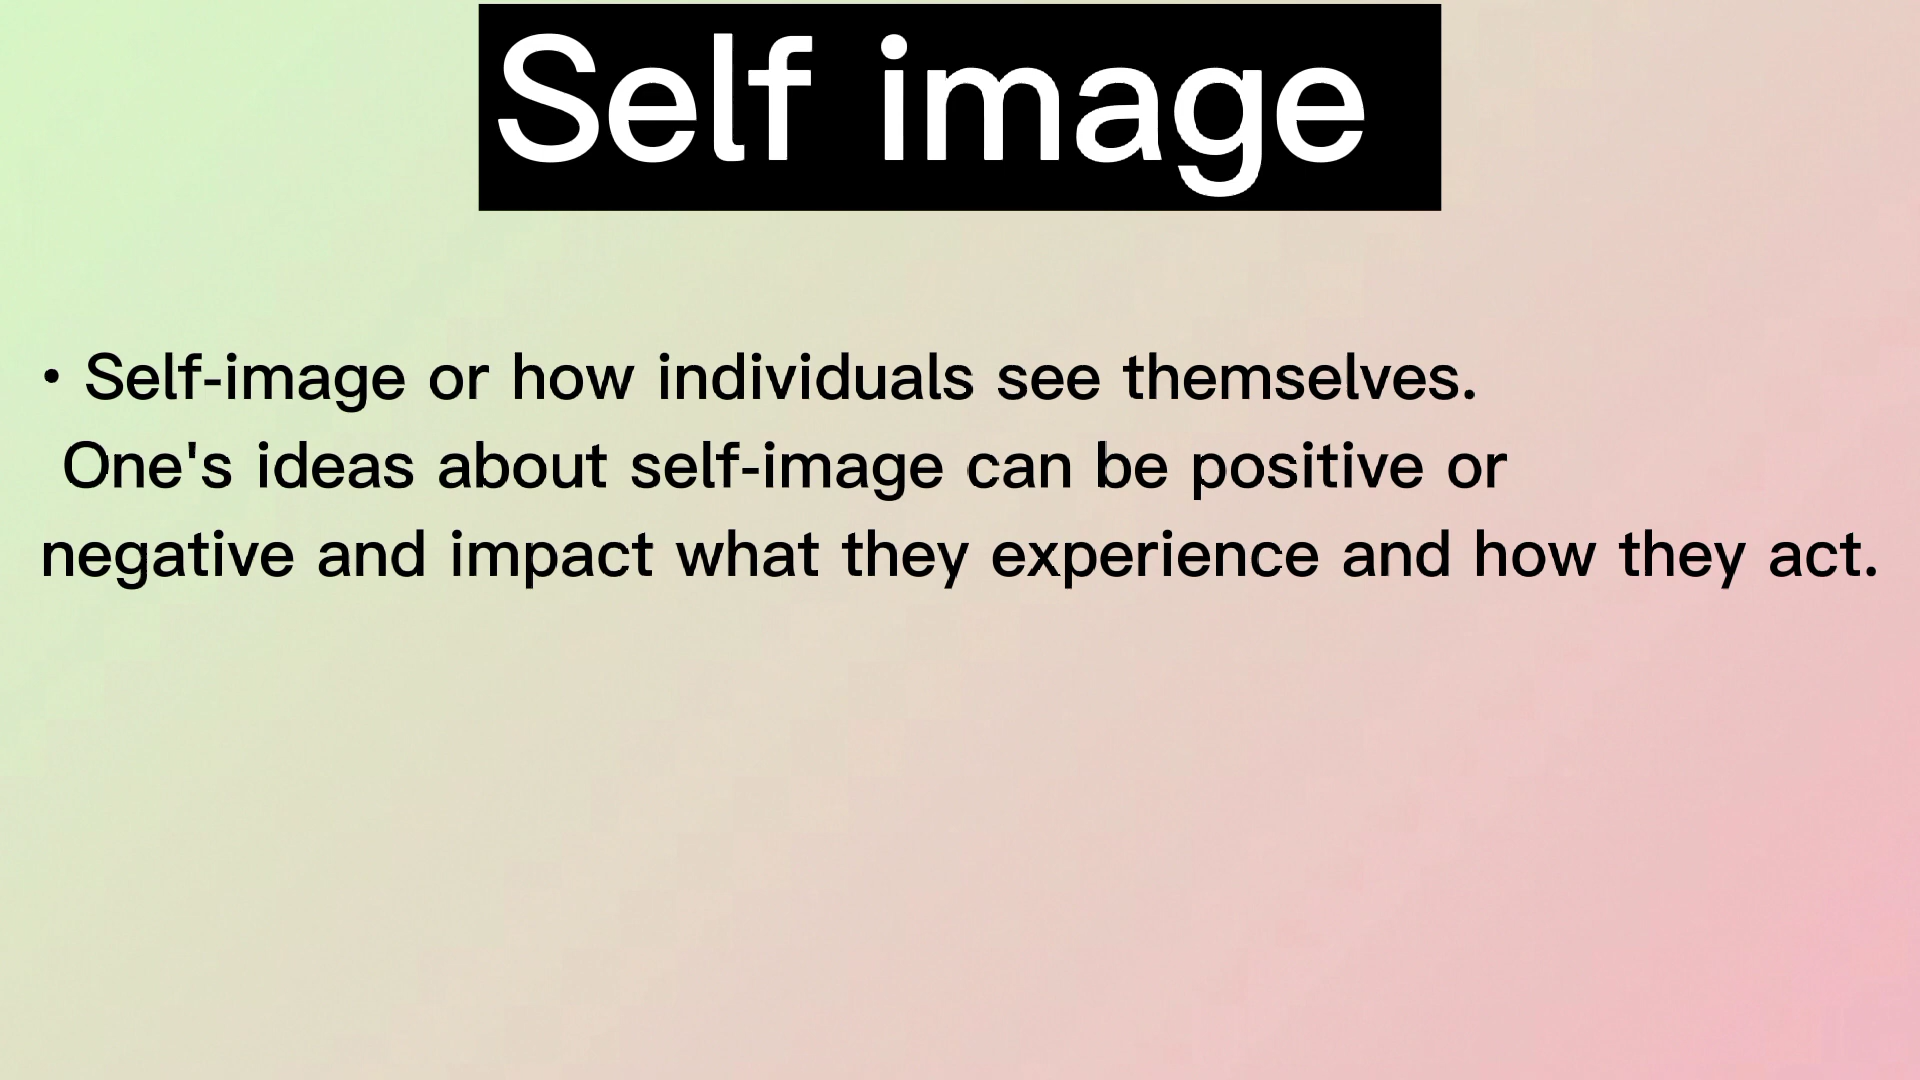 Self image
• Self-image or how individuals see themselves.
One's ideas about self-image can be positive or
negative and impact what they experience and how they act.